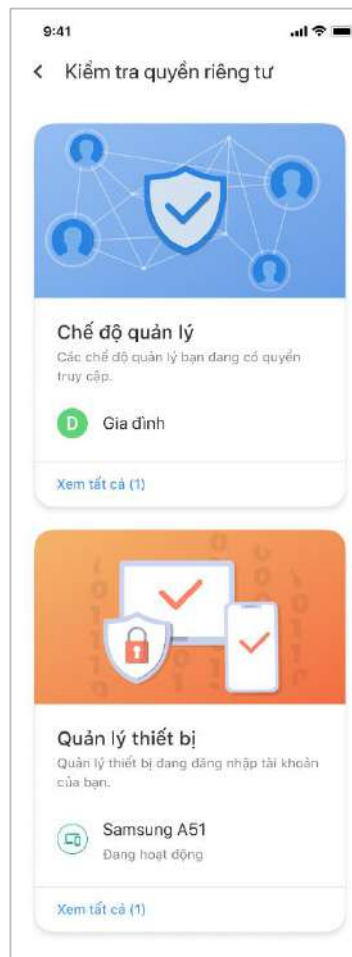 9:41
Kiểm tra quyền riêng tư
Chế độ quản lý
Các chế độ quản lý bạn đang có quyền
truy cập.
D
Gia đình
Xem tất cả (1)
Quản lý thiết bị
Quản lý thiết bị đang đăng nhập tài khoản
của bạn.
Samsung A51
Đang hoạt động
Xem tất cả (1)